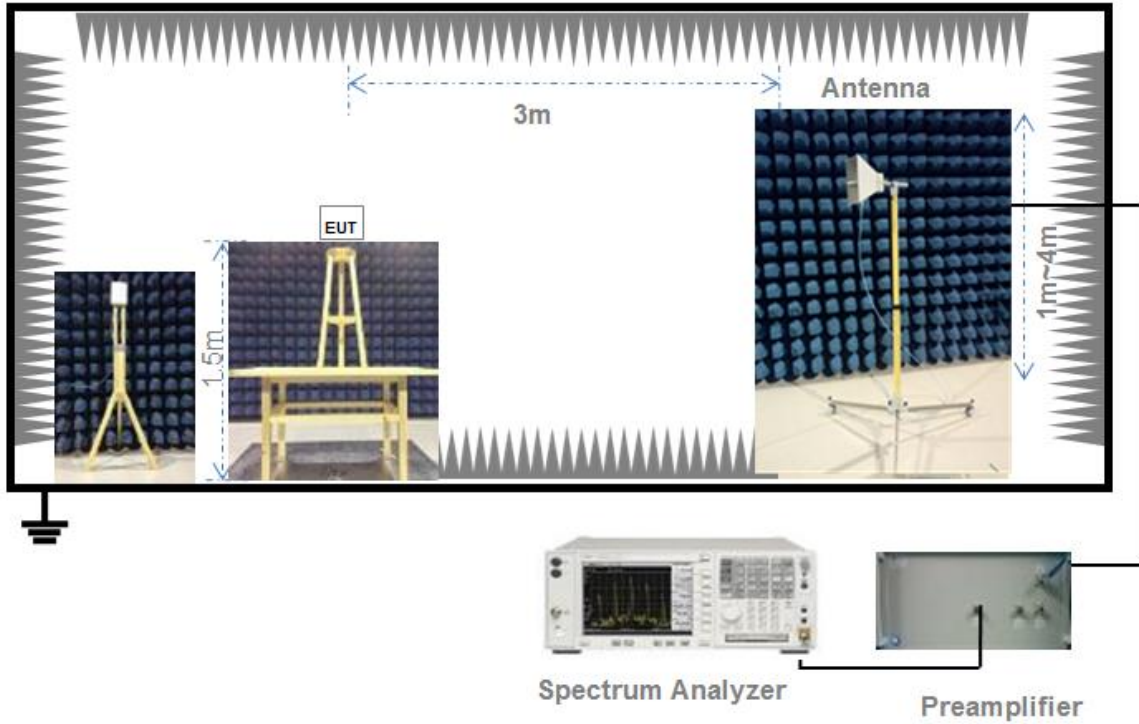 Antenna
3m
EUT
1m~4m
1.5m
Spectrum Analyzer
Preamplifier